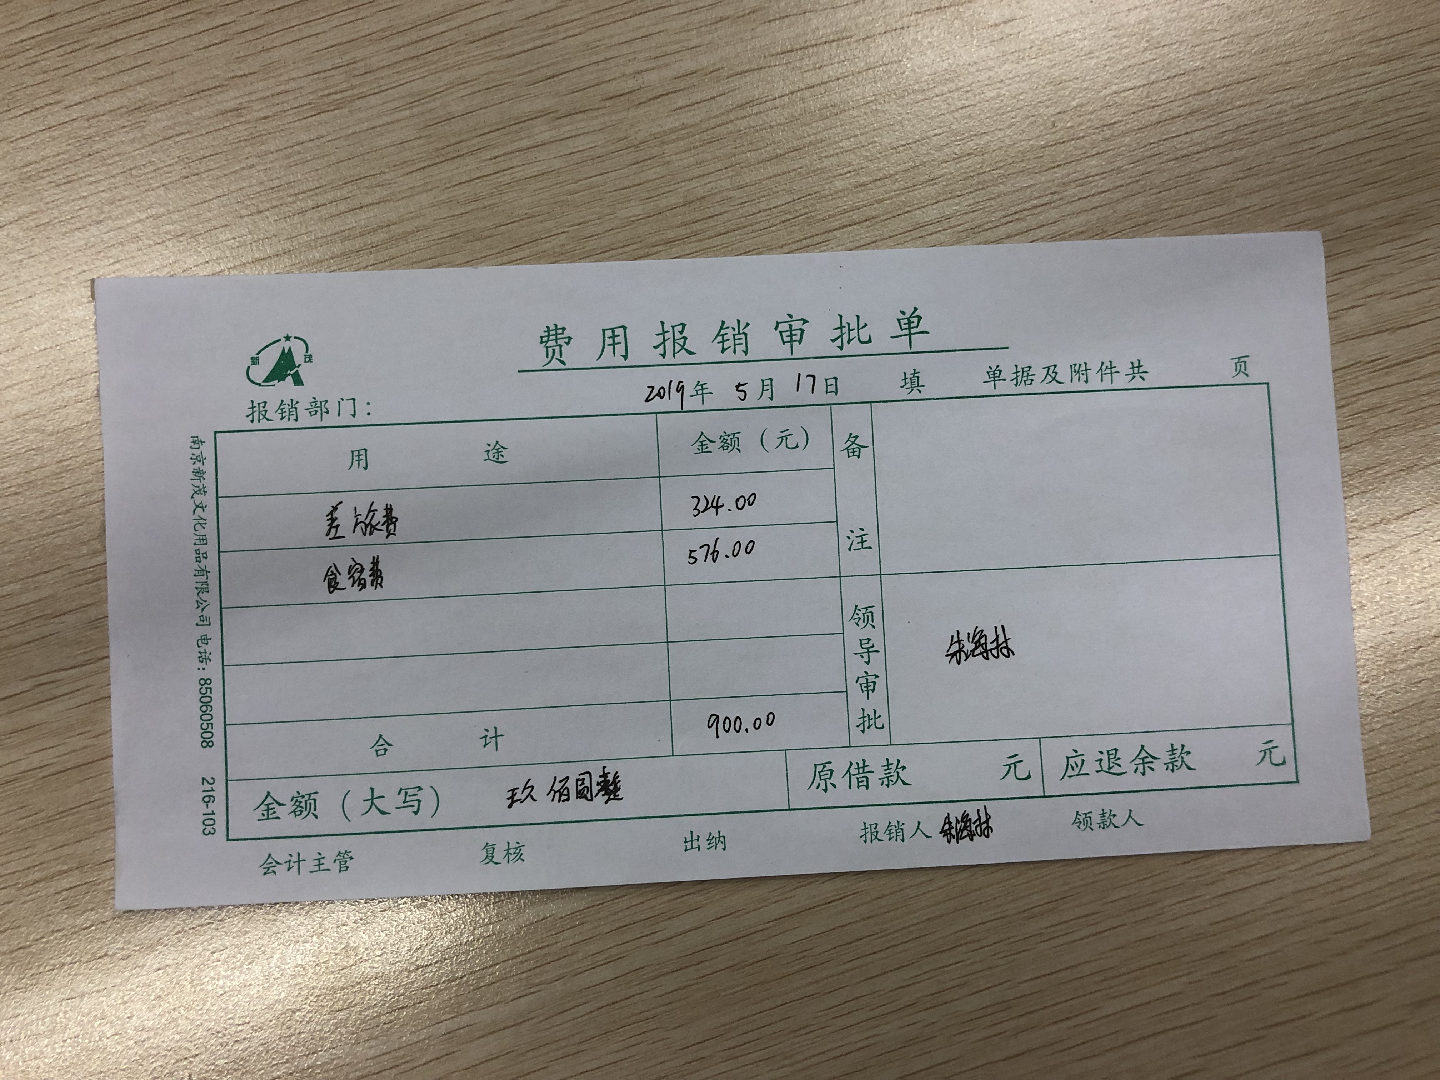 费用报销审批单
新茂
2019年 5月 17日 填 单据及附件共 页
报销部门：
用途 金额（元） 备注
差旅费 324.00
食宿费 576.00
领导审批 朱海林
合计 900.00
金额（大写） 玖佰圆整 原借款 元 应退余款 元
会计主管 复核 出纳 报销人 朱海林 领款人
南京新茂文化用品有限公司 电话：85060508 216-103